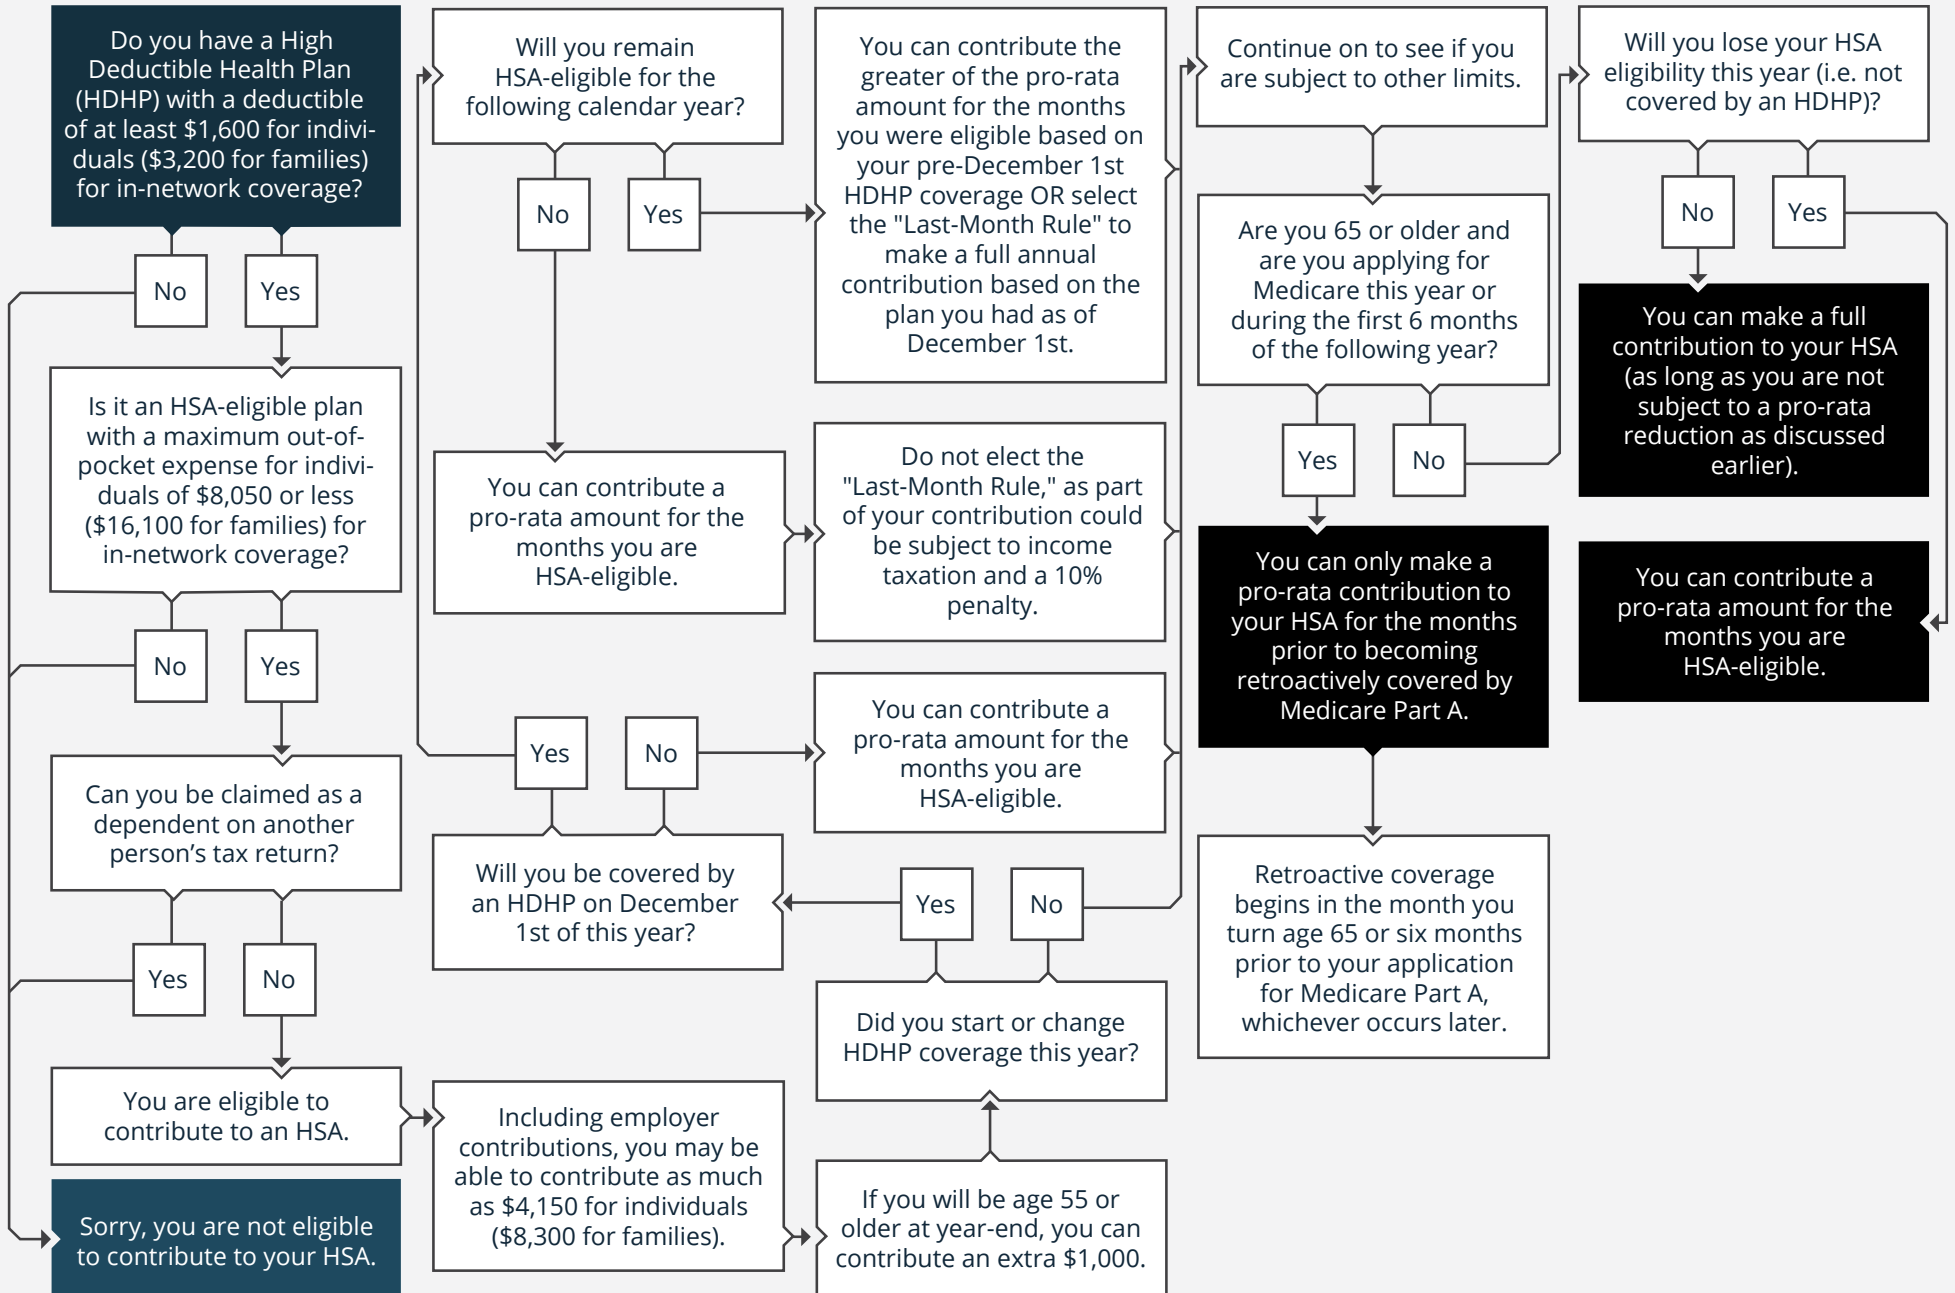 Do you have a High
Deductible Health Plan
(HDHP) with a deductible
of at least $1,600 for indivi-
duals ($3,200 for families)
for in-network coverage?
No
Yes
Is it an HSA-eligible plan
with a maximum out-of-
pocket expense for indivi-
duals of $8,050 or less
($16,100 for families) for
in-network coverage?
No
Yes
Can you be claimed as a
dependent on another
person’s tax return?
Yes
No
You are eligible to
contribute to an HSA.
Sorry, you are not eligible
to contribute to your HSA.
Including employer
contributions, you may be
able to contribute as much
as $4,150 for individuals
($8,300 for families).
If you will be age 55 or
older at year-end, you can
contribute an extra $1,000.
Did you start or change
HDHP coverage this year?
Yes
No
Will you be covered by
an HDHP on December
1st of this year?
Yes
No
You can contribute a
pro-rata amount for the
months you are
HSA-eligible.
Will you remain
HSA-eligible for the
following calendar year?
No
Yes
You can contribute a
pro-rata amount for the
months you are
HSA-eligible.
Do not elect the
"Last-Month Rule," as part
of your contribution could
be subject to income
taxation and a 10%
penalty.
You can contribute the
greater of the pro-rata
amount for the months
you were eligible based on
your pre-December 1st
HDHP coverage OR select
the "Last-Month Rule" to
make a full annual
contribution based on the
plan you had as of
December 1st.
Continue on to see if you
are subject to other limits.
Are you 65 or older and
are you applying for
Medicare this year or
during the first 6 months
of the following year?
Yes
No
You can only make a
pro-rata contribution to
your HSA for the months
prior to becoming
retroactively covered by
Medicare Part A.
Retroactive coverage
begins in the month you
turn age 65 or six months
prior to your application
for Medicare Part A,
whichever occurs later.
Will you lose your HSA
eligibility this year (i.e. not
covered by an HDHP)?
No
Yes
You can make a full
contribution to your HSA
(as long as you are not
subject to a pro-rata
reduction as discussed
earlier).
You can contribute a
pro-rata amount for the
months you are
HSA-eligible.